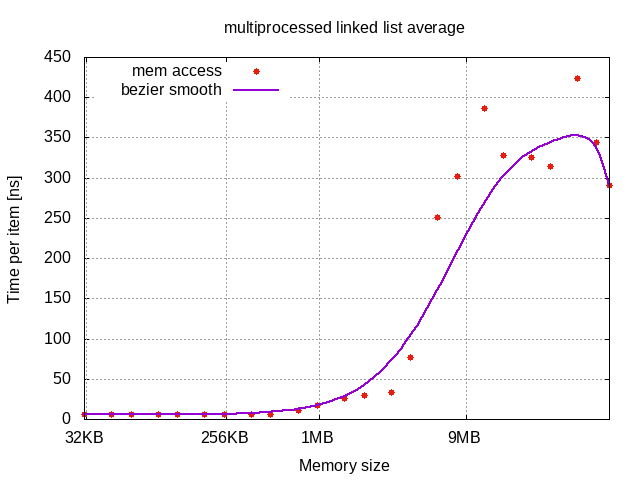 multiprocessed linked list average
450
400
350
300
250
200
150
100
50
0
mem access
bezier smooth
Time per item [ns]
32KB 256KB 1MB 9MB
Memory size